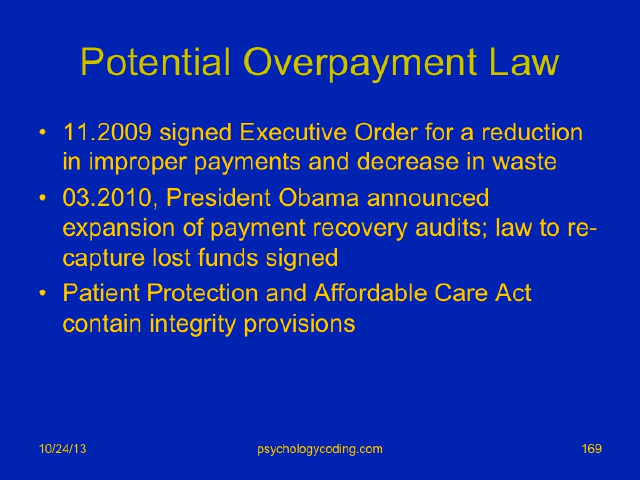 Potential Overpayment Law
• 11.2009 signed Executive Order for a reduction
in improper payments and decrease in waste
• 03.2010, President Obama announced
expansion of payment recovery audits; law to re-
capture lost funds signed
• Patient Protection and Affordable Care Act
contain integrity provisions
10/24/13 psychologycoding.com 169